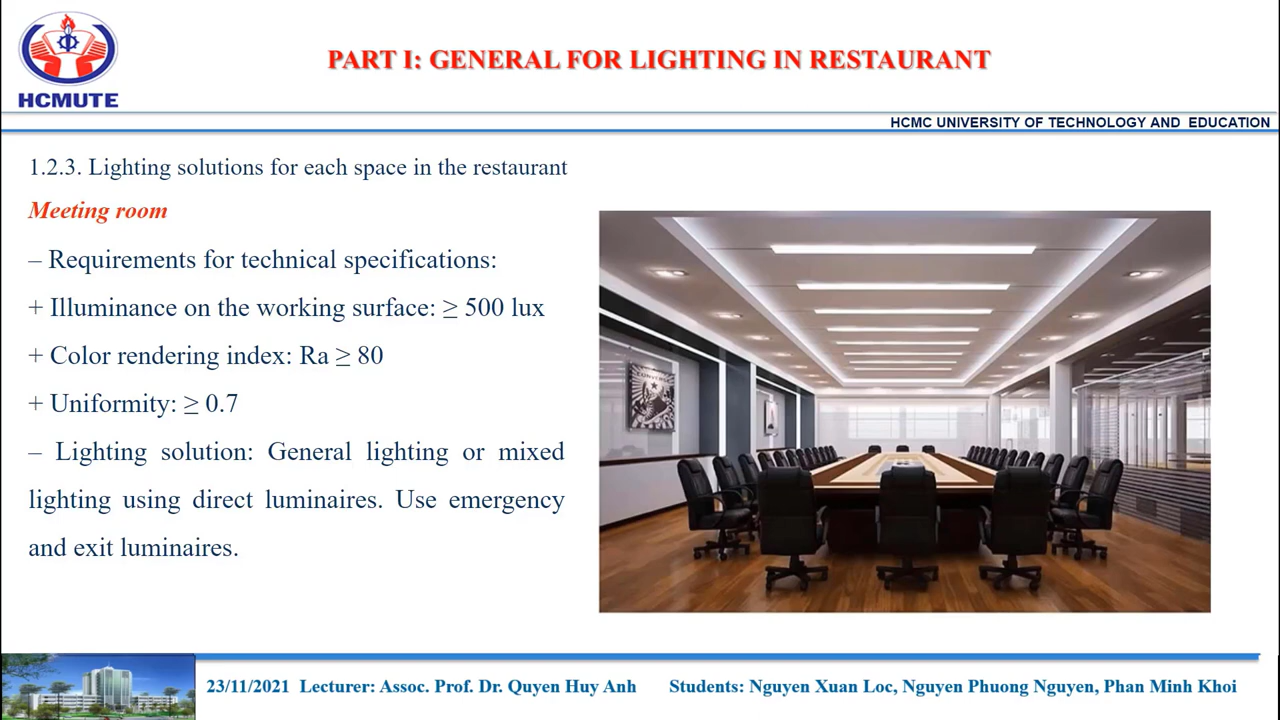 HCMUTE
PART I: GENERAL FOR LIGHTING IN RESTAURANT
HCMC UNIVERSITY OF TECHNOLOGY AND EDUCATION
1.2.3. Lighting solutions for each space in the restaurant
Meeting room
– Requirements for technical specifications:
+ Illuminance on the working surface: ≥ 500 lux
+ Color rendering index: Ra ≥ 80
+ Uniformity: ≥ 0.7
– Lighting solution: General lighting or mixed
lighting using direct luminaires. Use emergency
and exit luminaires.
CONVERSE
23/11/2021 Lecturer: Assoc. Prof. Dr. Quyen Huy Anh Students: Nguyen Xuan Loc, Nguyen Phuong Nguyen, Phan Minh Khoi